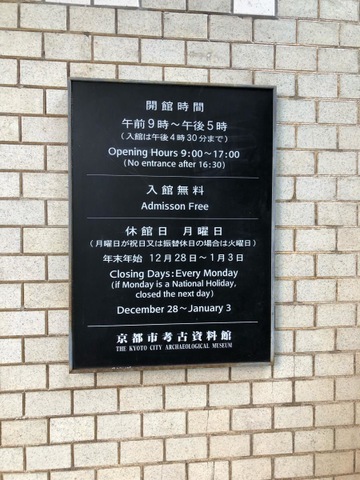 開館時間
午前9時～午後5時
(入館は午後4時30分まで)
Opening Hours 9:00～17:00
(No entrance after 16:30)
入館無料
Admisson Free
休館日 月曜日
(月曜日が祝日又は振替休日の場合は火曜日)
年末年始 12月28日～1月3日
Closing Days:Every Monday
(if Monday is a National Holiday,
closed the next day)
December 28～January 3
京都市考古資料館
THE KYOTO CITY ARCHAEOLOGICAL MUSEUM